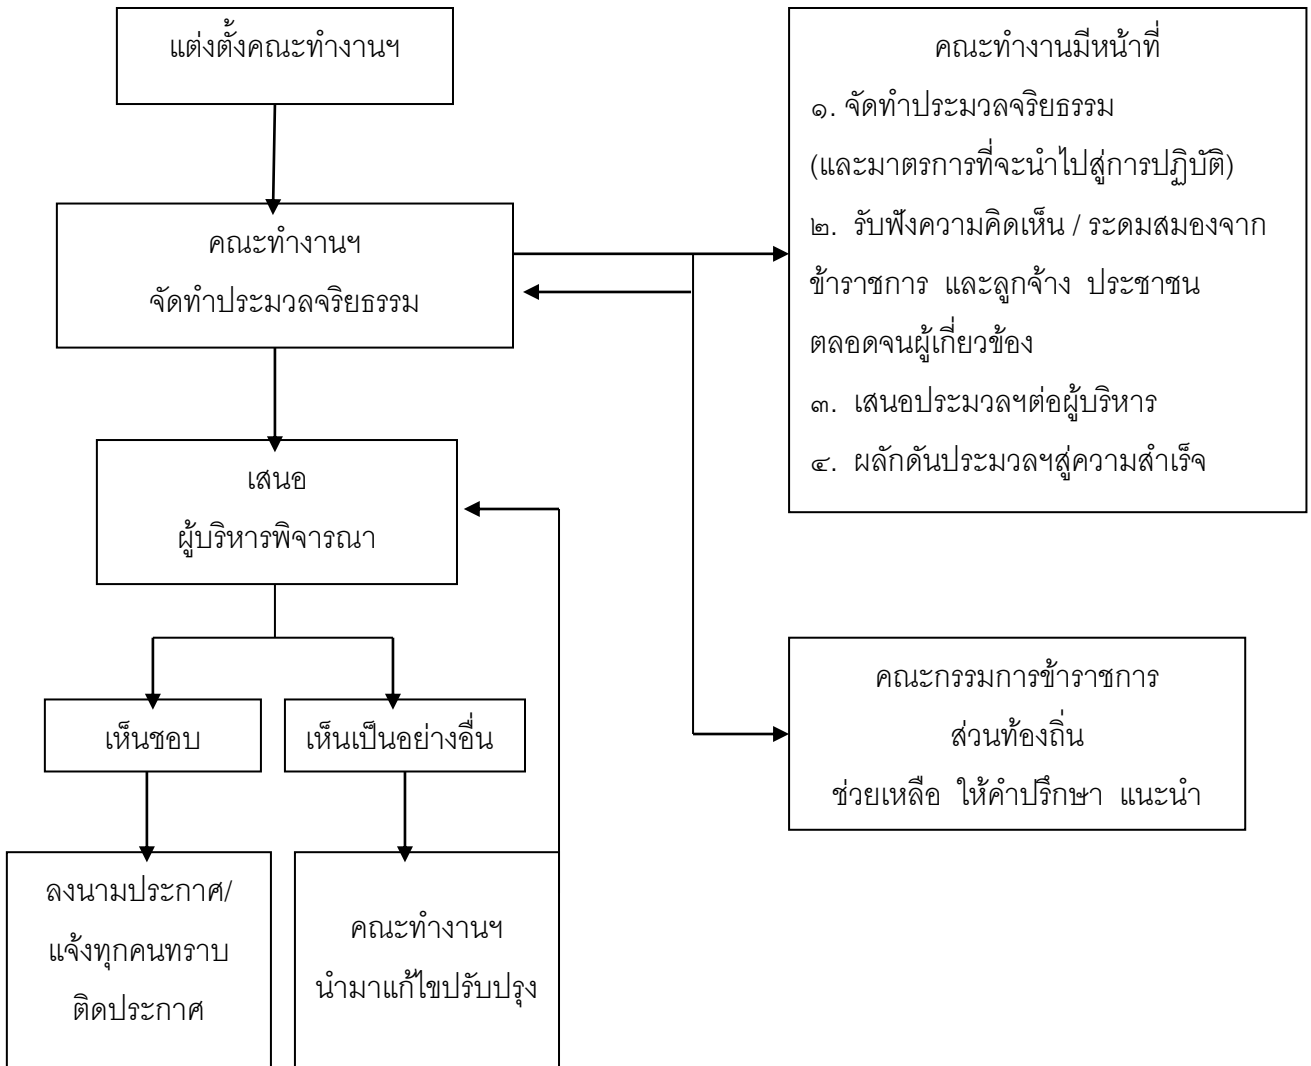 แต่งตั้งคณะทำงานฯ
คณะทำงานฯ
จัดทำประมวลจริยธรรม
คณะทำงานมีหน้าที่
๑. จัดทำประมวลจริยธรรม
(และมาตรการที่จะนำไปสู่การปฏิบัติ)
๒. รับฟังความคิดเห็น / ระดมสมองจาก
ข้าราชการ และลูกจ้าง ประชาชน
ตลอดจนผู้เกี่ยวข้อง
๓. เสนอประมวลฯต่อผู้บริหาร
๔. ผลักดันประมวลฯสู่ความสำเร็จ
เสนอ
ผู้บริหารพิจารณา
คณะกรรมการข้าราชการ
ส่วนท้องถิ่น
ช่วยเหลือ ให้คำปรึกษา แนะนำ
เห็นชอบ
เห็นเป็นอย่างอื่น
ลงนามประกาศ/
แจ้งทุกคนทราบ
ติดประกาศ
คณะทำงานฯ
นำมาแก้ไขปรับปรุง